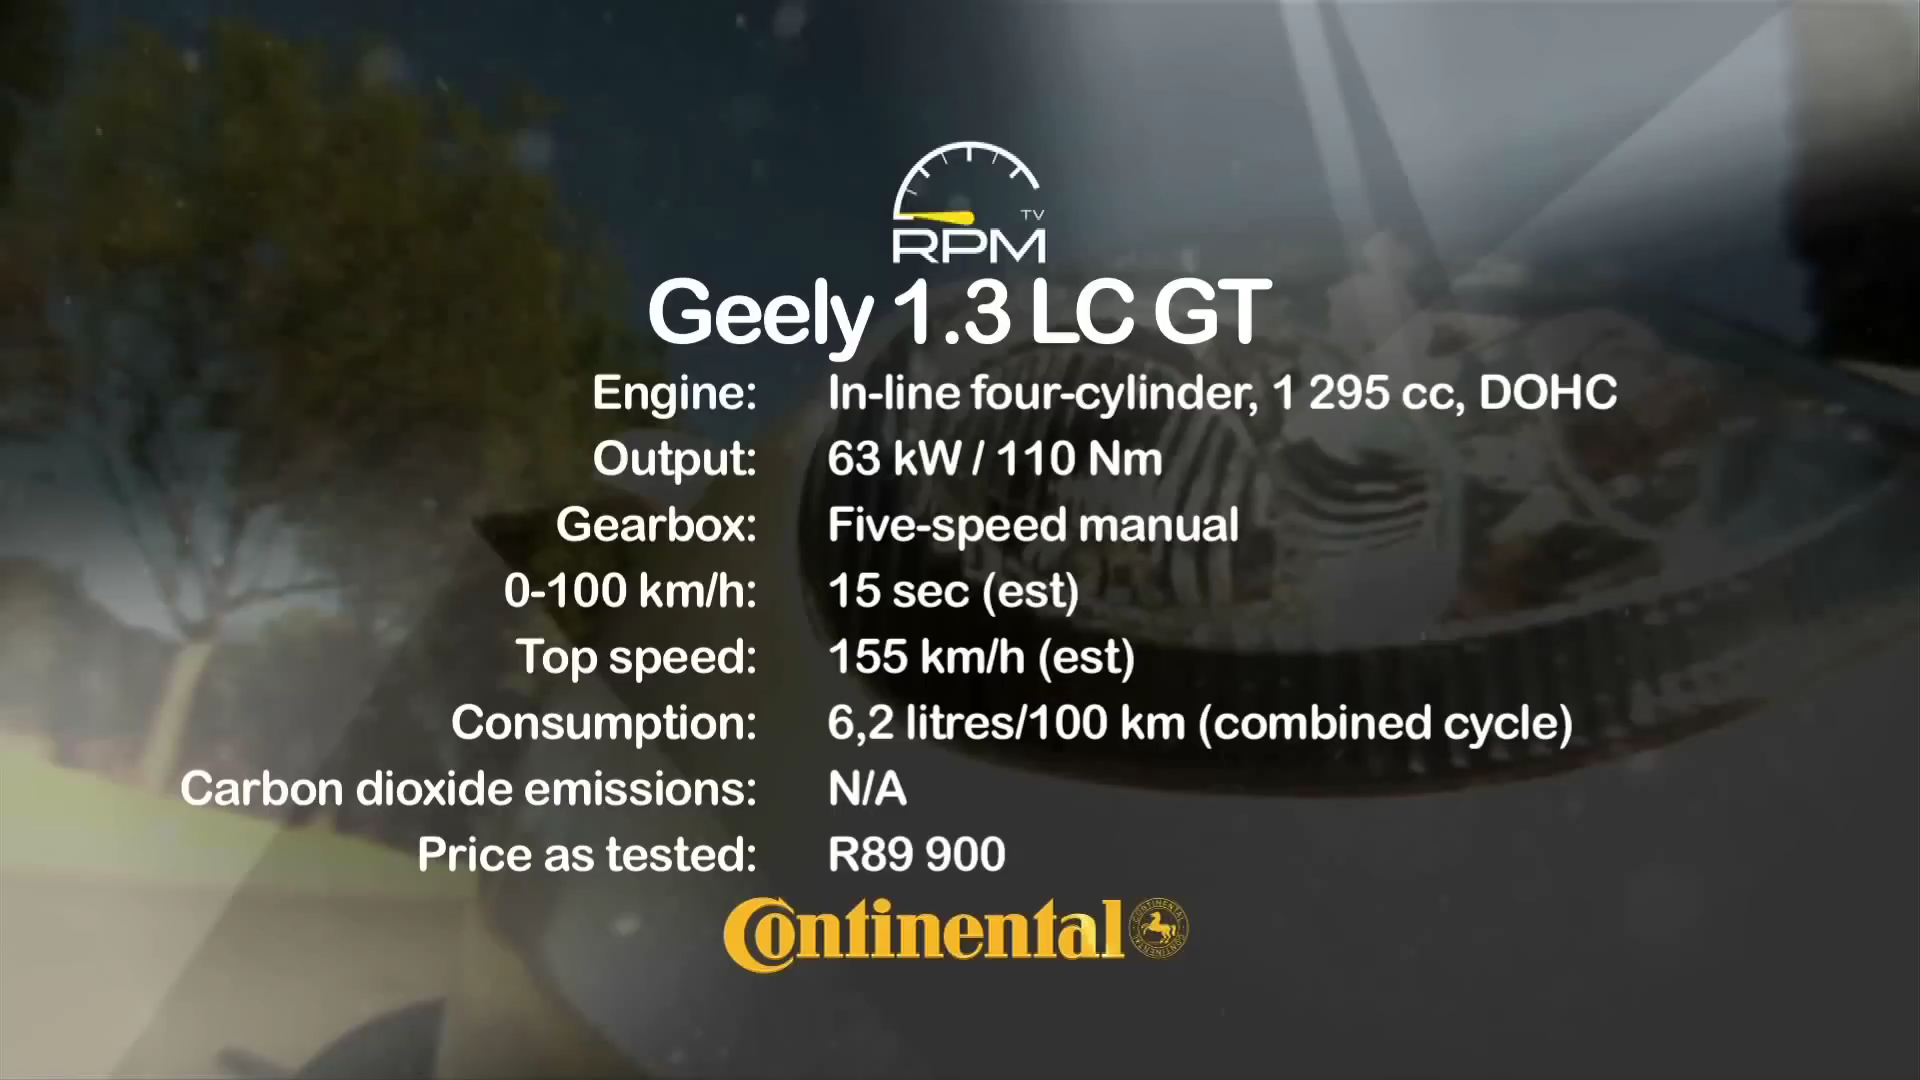 TV
RPM
Geely 1.3 LC GT
Engine: In-line four-cylinder, 1 295 cc, DOHC
Output: 63 kW / 110 Nm
Gearbox: Five-speed manual
0-100 km/h: 15 sec (est)
Top speed: 155 km/h (est)
Consumption: 6,2 litres/100 km (combined cycle)
Carbon dioxide emissions: N/A
Price as tested: R89 900
Continental
CONTINENTAL
CONTINENTAL